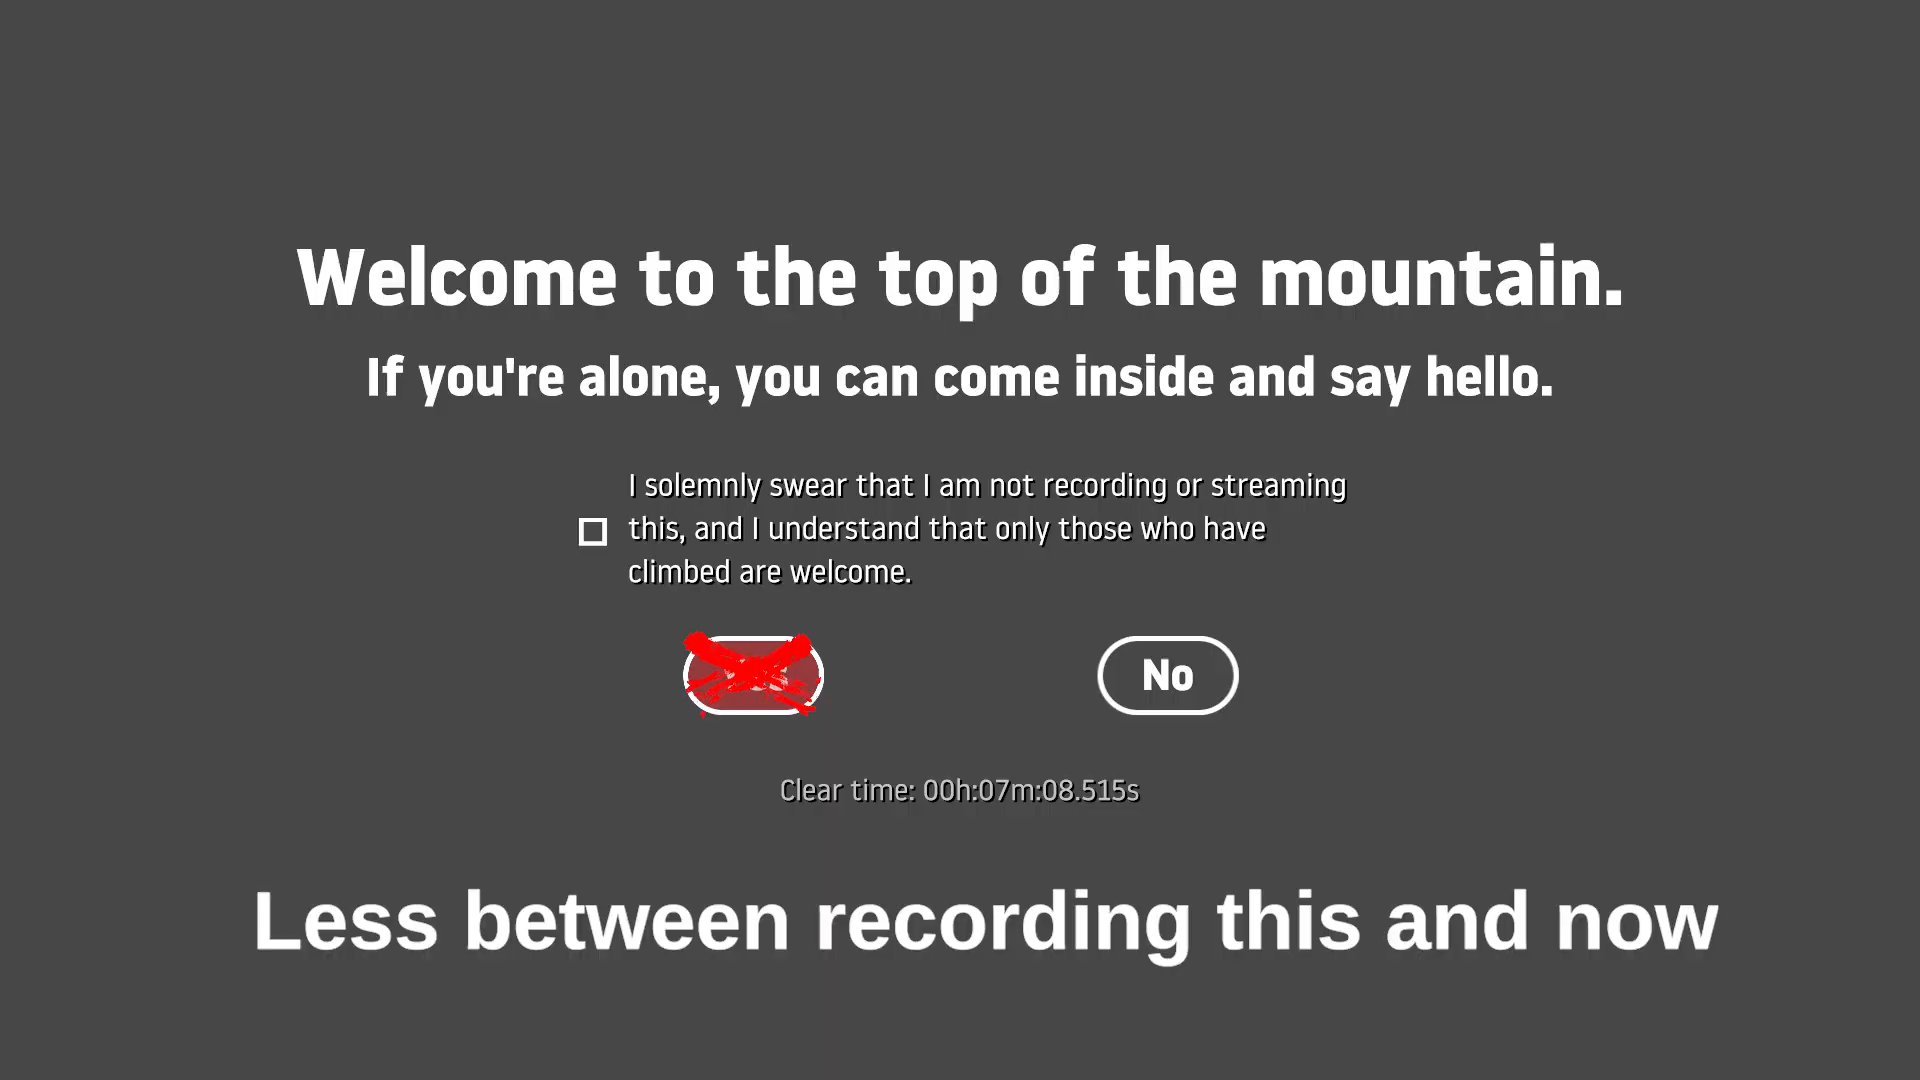 Welcome to the top of the mountain.
If you're alone, you can come inside and say hello.
I solemnly swear that I am not recording or streaming
this, and I understand that only those who have
climbed are welcome.
No
Clear time: 00h:07m:08.515s
Less between recording this and now